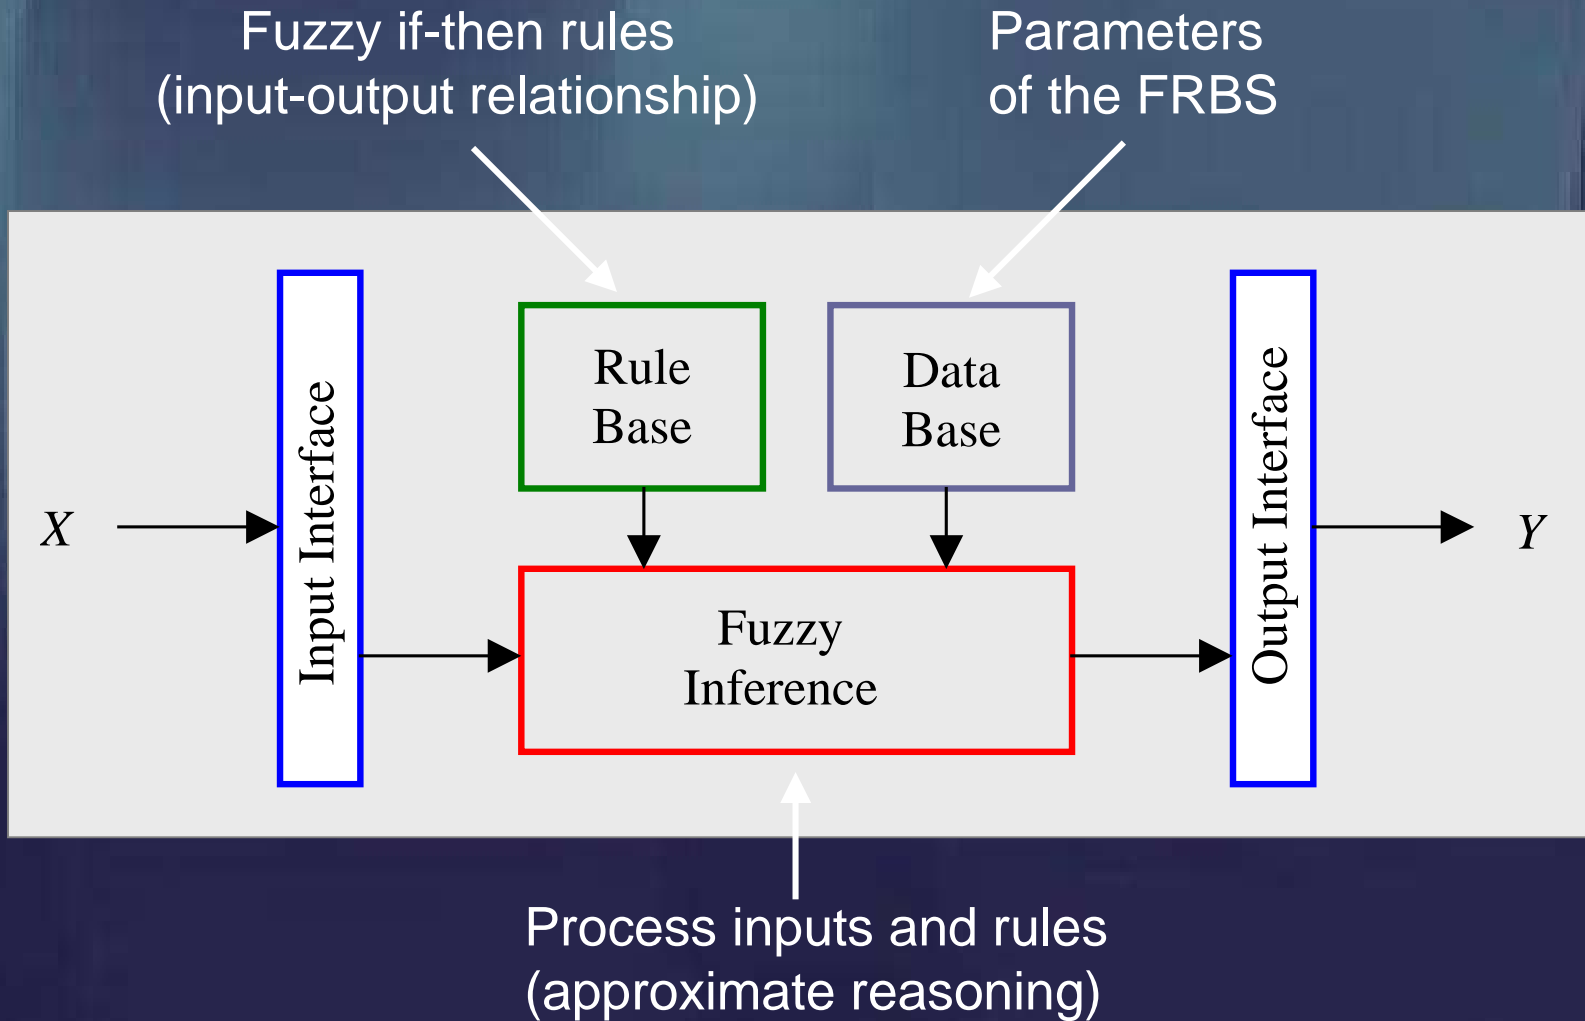 Fuzzy if-then rules
(input-output relationship)
Parameters
of the FRBS
Rule
Base
Data
Base
X
Input Interface
Fuzzy
Inference
Output Interface
Y
Process inputs and rules
(approximate reasoning)